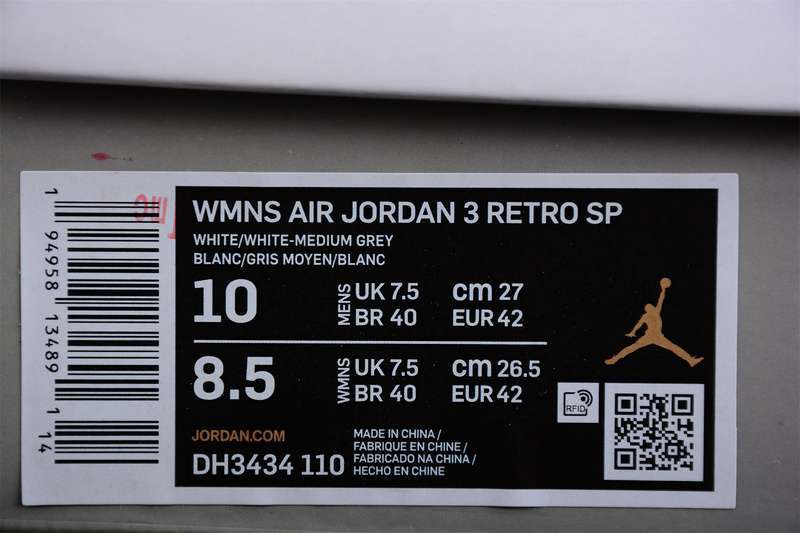 WMNS AIR JORDAN 3 RETRO SP
WHITE/WHITE-MEDIUM GREY
BLANC/GRIS MOYEN/BLANC
10
MENS
UK 7.5
cm 27
BR 40
EUR 42
8.5
WMNS
UK 7.5
cm 26.5
BR 40
EUR 42
RFID
JORDAN.COM
DH3434 110
MADE IN CHINA /
FABRIQUE EN CHINE /
FABRICADO NA CHINA /
HECHO EN CHINE
1 94958 13489 1 14